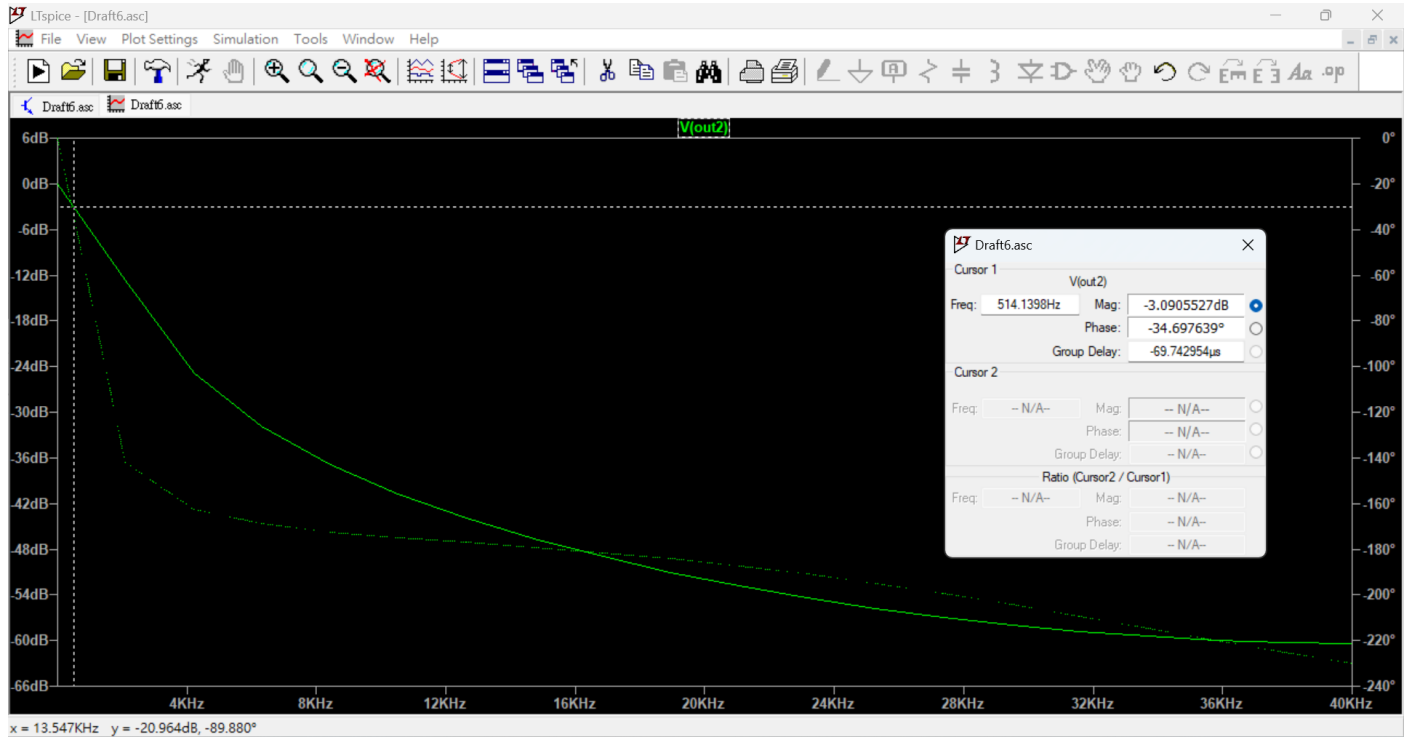 LTspice - [Draft6.asc]
File View Plot Settings Simulation Tools Window Help
Draft6.asc Draft6.asc
V(out2)
6dB 0°
0dB -20°
-6dB -40°
-12dB -60°
-18dB -80°
-24dB -100°
-30dB -120°
-36dB -140°
-42dB -160°
-48dB -180°
-54dB -200°
-60dB -220°
-66dB -240°
4KHz 8KHz 12KHz 16KHz 20KHz 24KHz 28KHz 32KHz 36KHz 40KHz
Draft6.asc
Cursor 1
V(out2)
Freq: 514.1398Hz Mag: -3.0905527dB
Phase: -34.697639°
Group Delay: -69.742954µs
Cursor 2
Freq: -- N/A-- Mag: -- N/A--
Phase: -- N/A--
Group Delay: -- N/A--
Ratio (Cursor2 / Cursor1)
Freq: -- N/A-- Mag: -- N/A--
Phase: -- N/A--
Group Delay: -- N/A--
x = 13.547KHz y = -20.964dB, -89.880°